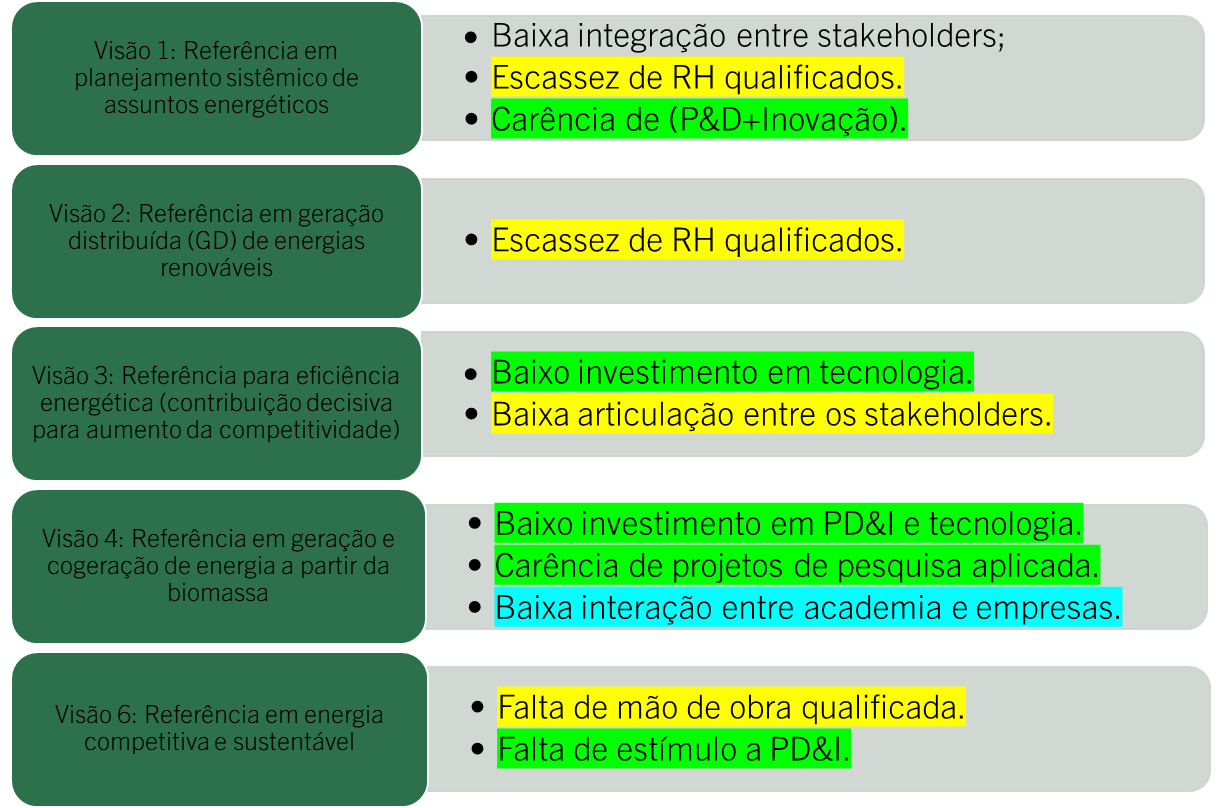 Visão 1: Referência em
planejamento sistêmico de
assuntos energéticos
• Baixa integração entre stakeholders;
• Escassez de RH qualificados.
• Carência de (P&D+Inovação).
Visão 2: Referência em geração
distribuída (GD) de energias
renováveis
• Escassez de RH qualificados.
Visão 3: Referência para eficiência
energética (contribuição decisiva
para aumento da competitividade)
• Baixo investimento em tecnologia.
• Baixa articulação entre os stakeholders.
Visão 4: Referência em geração e
cogeração de energia a partir da
biomassa
• Baixo investimento em PD&I e tecnologia.
• Carência de projetos de pesquisa aplicada.
• Baixa interação entre academia e empresas.
Visão 6: Referência em energia
competitiva e sustentável
• Falta de mão de obra qualificada.
• Falta de estímulo a PD&I.